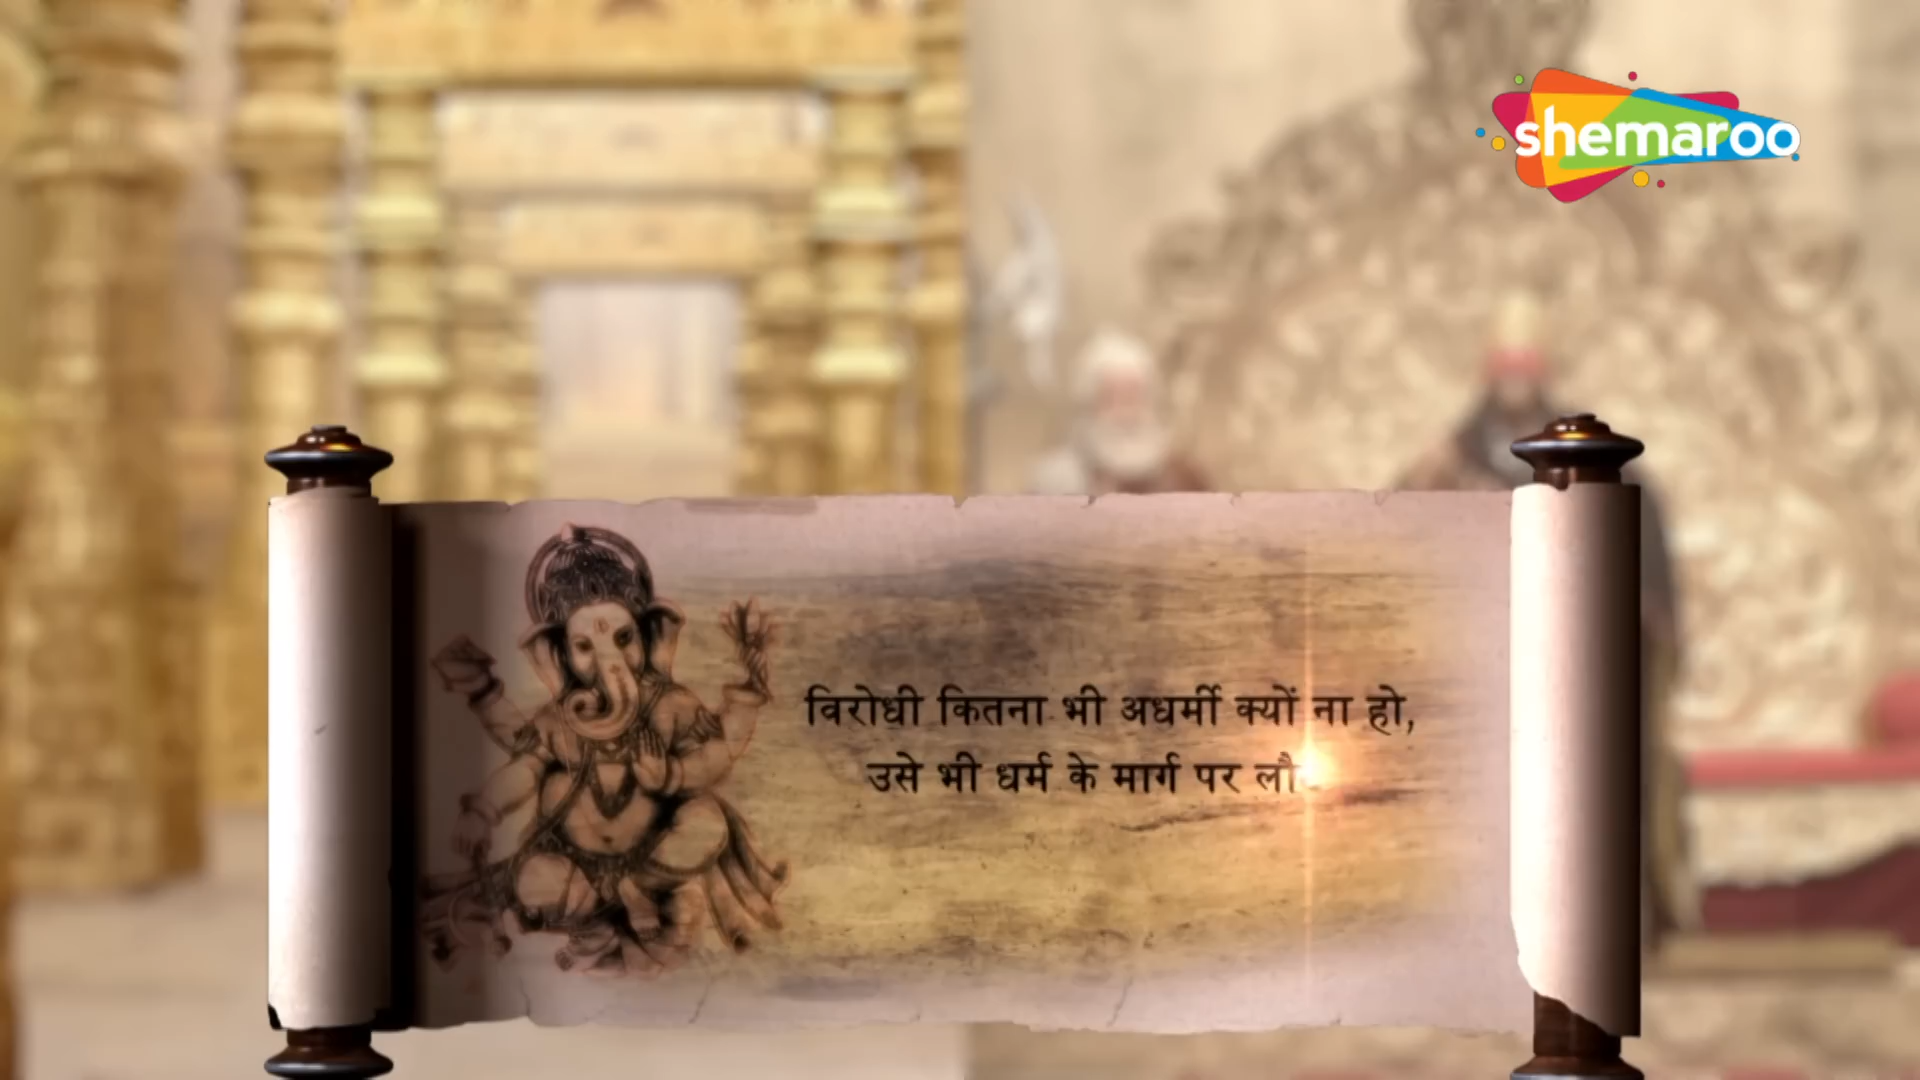 shemaroo
विरोधी कितना भी अधर्मी क्यों ना हो,
उसे भी धर्म के मार्ग पर